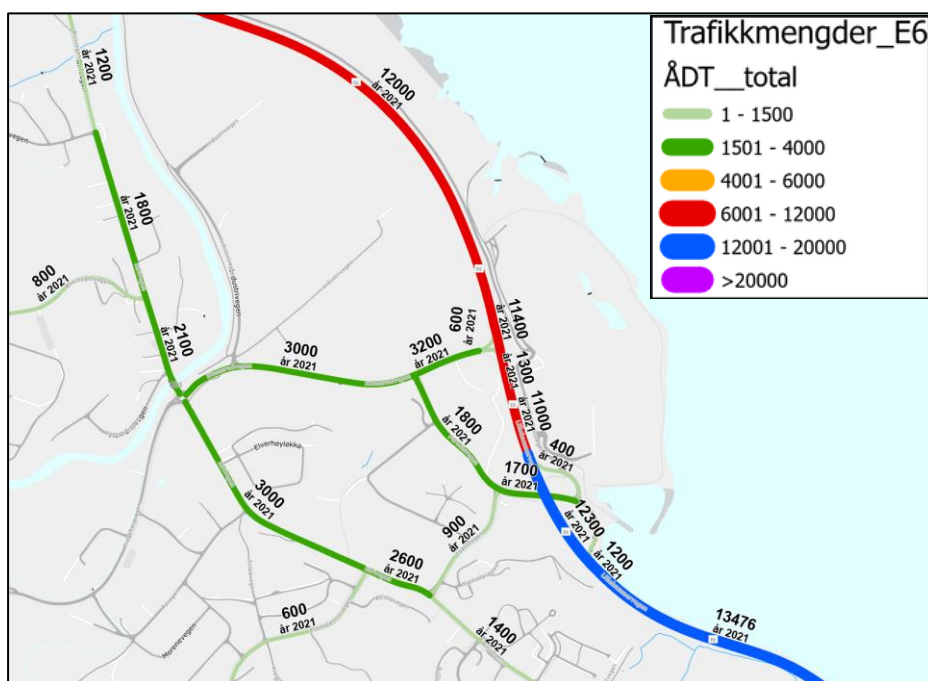 Trafikkmengder_E6
ÅDT__total
1 - 1500
1501 - 4000
4001 - 6000
6001 - 12000
12001 - 20000
>20000
1200
år 2021
12000
år 2021
1800
år 2021
800
år 2021
2100
år 2021
3000
år 2021
3200
år 2021
600
år 2021
11400
år 2021
1300
år 2021
11000
år 2021
1800
år 2021
400
år 2021
1700
år 2021
Elverhøyløkka
3000
år 2021
900
år 2021
12300
år 2021
1200
år 2021
2600
år 2021
600
år 2021
Morenevegen
1400
år 2021
13476
år 2021